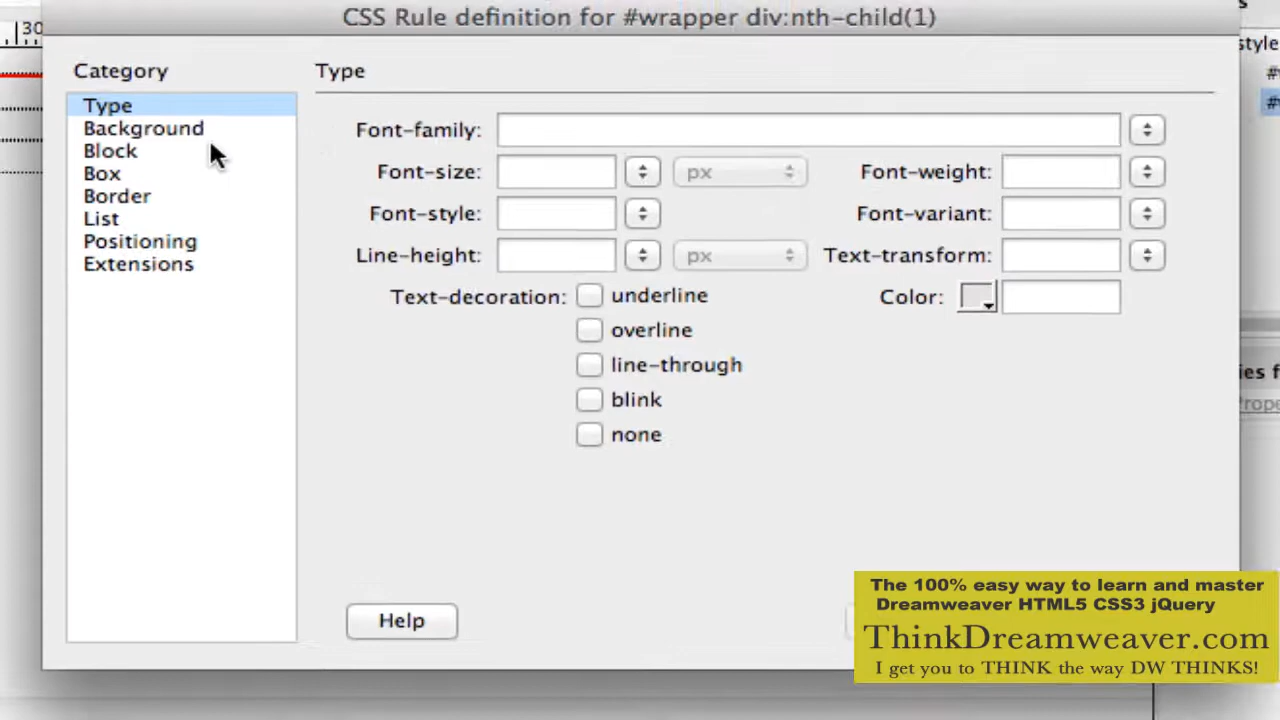 CSS Rule definition for #wrapper div:nth-child(1)
30
style
Category
Type
Type
Background
Block
Box
Border
List
Positioning
Extensions
Font-family:
Font-size: px Font-weight:
Font-style: Font-variant:
Line-height: px Text-transform:
Text-decoration: underline Color:
overline
line-through
blink
none
Help
The 100% easy way to learn and master
Dreamweaver HTML5 CSS3 jQuery
ThinkDreamweaver.com
I get you to THINK the way DW THINKS!